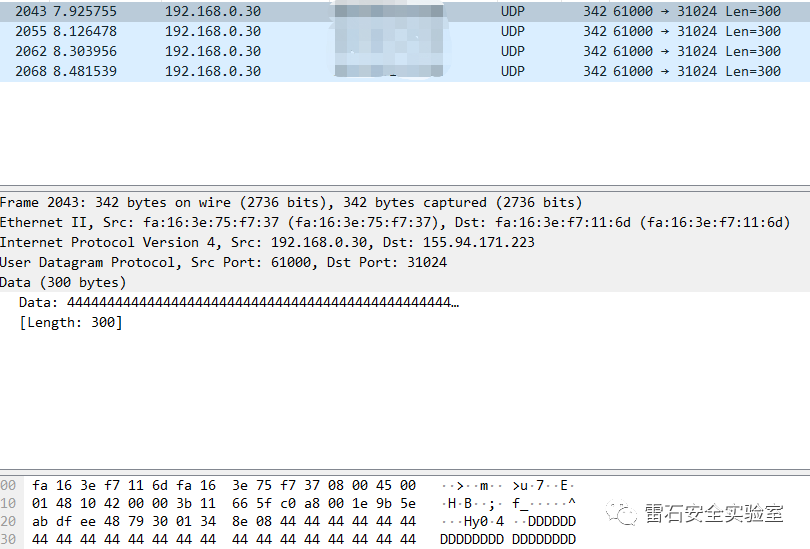 2043 7.925755 192.168.0.30 UDP 342 61000 → 31024 Len=300
2055 8.126478 192.168.0.30 UDP 342 61000 → 31024 Len=300
2062 8.303956 192.168.0.30 UDP 342 61000 → 31024 Len=300
2068 8.481539 192.168.0.30 UDP 342 61000 → 31024 Len=300
Frame 2043: 342 bytes on wire (2736 bits), 342 bytes captured (2736 bits)
Ethernet II, Src: fa:16:3e:75:f7:37 (fa:16:3e:75:f7:37), Dst: fa:16:3e:f7:11:6d (fa:16:3e:f7:11:6d)
Internet Protocol Version 4, Src: 192.168.0.30, Dst: 155.94.171.223
User Datagram Protocol, Src Port: 61000, Dst Port: 31024
Data (300 bytes)
Data: 444444444444444444444444444444444444444444444444…
[Length: 300]
00 fa 16 3e f7 11 6d fa 16 3e 75 f7 37 08 00 45 00 ··>··m·· >u·7··E·
10 01 48 10 42 00 00 3b 11 66 5f c0 a8 00 1e 9b 5e ·H·B··;· f_·····^
20 ab df ee 48 79 30 01 34 8e 08 44 44 44 44 44 44 ···Hy0·4 ··DDDDDD
30 44 44 44 44 44 44 44 44 44 44 44 44 44 44 44 44 DDDDDDDD DDDDDDDD
雷石安全实验室